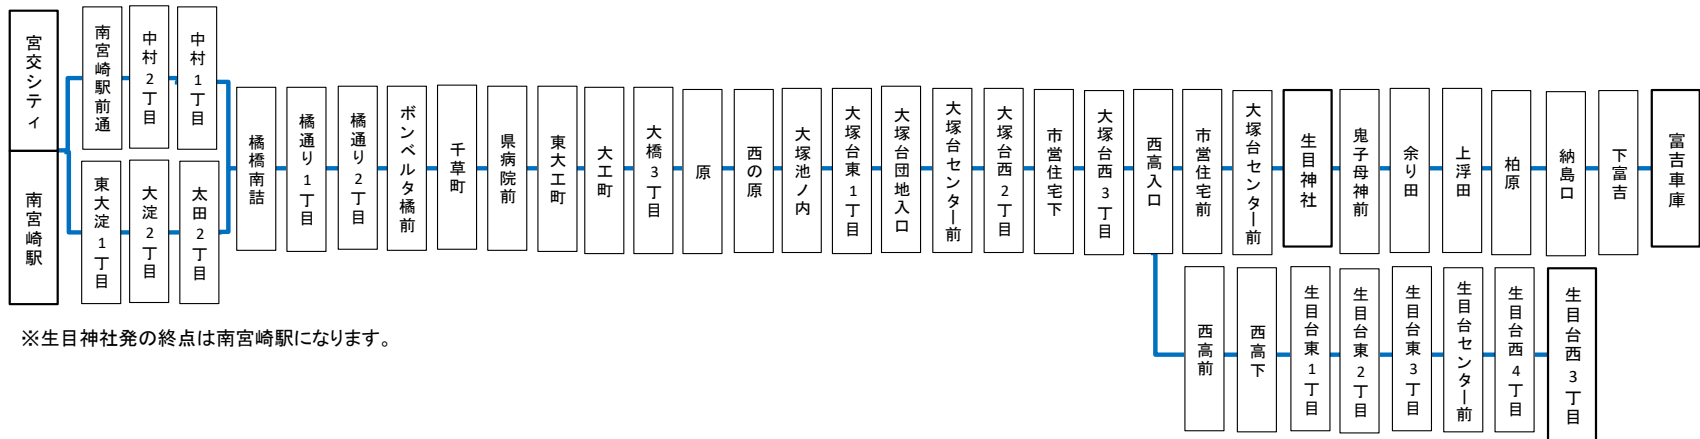 宮交シティ
南宮崎駅
南宮崎駅前通
中村2丁目
中村1丁目
東大淀1丁目
大淀2丁目
太田2丁目
橘橋南詰
橘通り1丁目
橘通り2丁目
ボンベルタ橘前
千草町
県病院前
東大工町
大工町
大橋3丁目
原
西の原
大塚池ノ内
大塚台東1丁目
大塚台団地入口
大塚台センター前
大塚台西2丁目
市営住宅下
大塚台西3丁目
西高入口
市営住宅前
大塚台センター前
生目神社
鬼子母神前
余り田
上浮田
柏原
納島口
下富吉
富吉車庫
西高前
西高下
生目台東1丁目
生目台東2丁目
生目台東3丁目
生目台センター前
生目台西4丁目
生目台西3丁目
※生目神社発の終点は南宮崎駅になります。